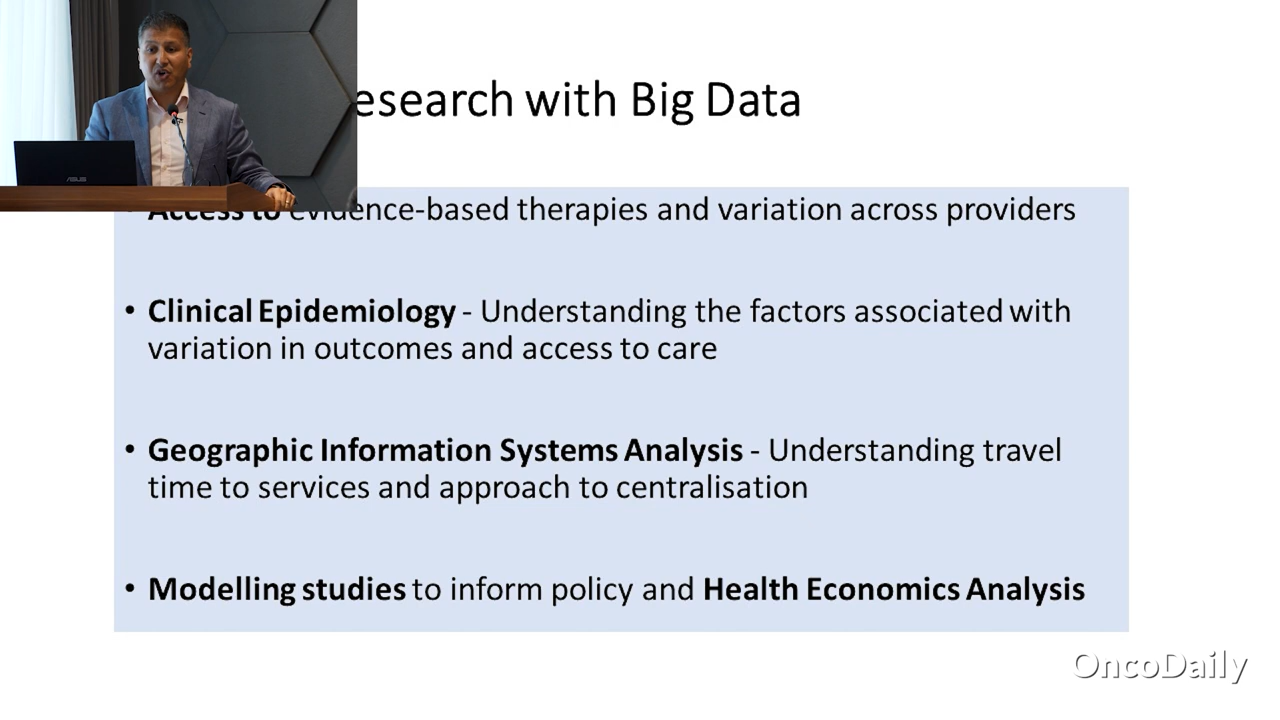 esearch with Big Data
ASUS
• Access to evidence-based therapies and variation across providers
• Clinical Epidemiology - Understanding the factors associated with
variation in outcomes and access to care
• Geographic Information Systems Analysis - Understanding travel
time to services and approach to centralisation
• Modelling studies to inform policy and Health Economics Analysis
OncoDaily